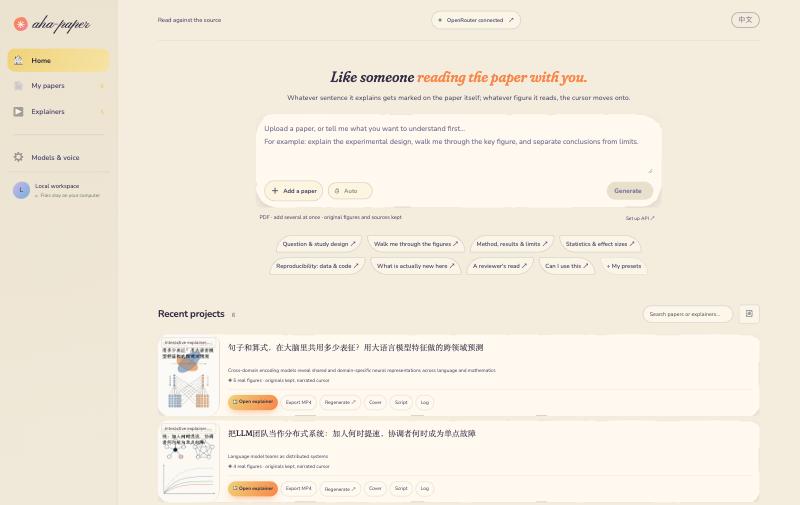 aha-paper
Read against the source
OpenRouter connected ↗
中文
Home
My papers
Explainers
Models & voice
L
Local workspace
Files stay on your computer
Like someone reading the paper with you.
Whatever sentence it explains gets marked on the paper itself; whatever figure it reads, the cursor moves onto.
Upload a paper, or tell me what you want to understand first...
For example: explain the experimental design, walk me through the key figure, and separate conclusions from limits.
+ Add a paper
Auto
Generate
PDF · add several at once · original figures and sources kept
Set up API ↗
Question & study design ↗
Walk me through the figures ↗
Method, results & limits ↗
Statistics & effect sizes ↗
Reproducibility: data & code ↗
What is actually new here ↗
A reviewer's read ↗
Can I use this ↗
+ My presets
Recent projects 6
Search papers or explainers...
Interactive explainer...
句子和算式，在大脑里共用多少表征？用大语言模型特征做的跨领域预测
Cross-domain encoding models reveal shared and domain-specific neural representations across language and mathematics
5 real figures · originals kept, narrated cursor
Open explainer
Export MP4
Regenerate ↗
Cover
Script
Log
Interactive explainer...
把LLM团队当作分布式系统：加人何时提速，协调者何时成为单点故障
Language model teams as distributed systems
4 real figures · originals kept, narrated cursor
Open explainer
Export MP4
Regenerate ↗
Cover
Script
Log